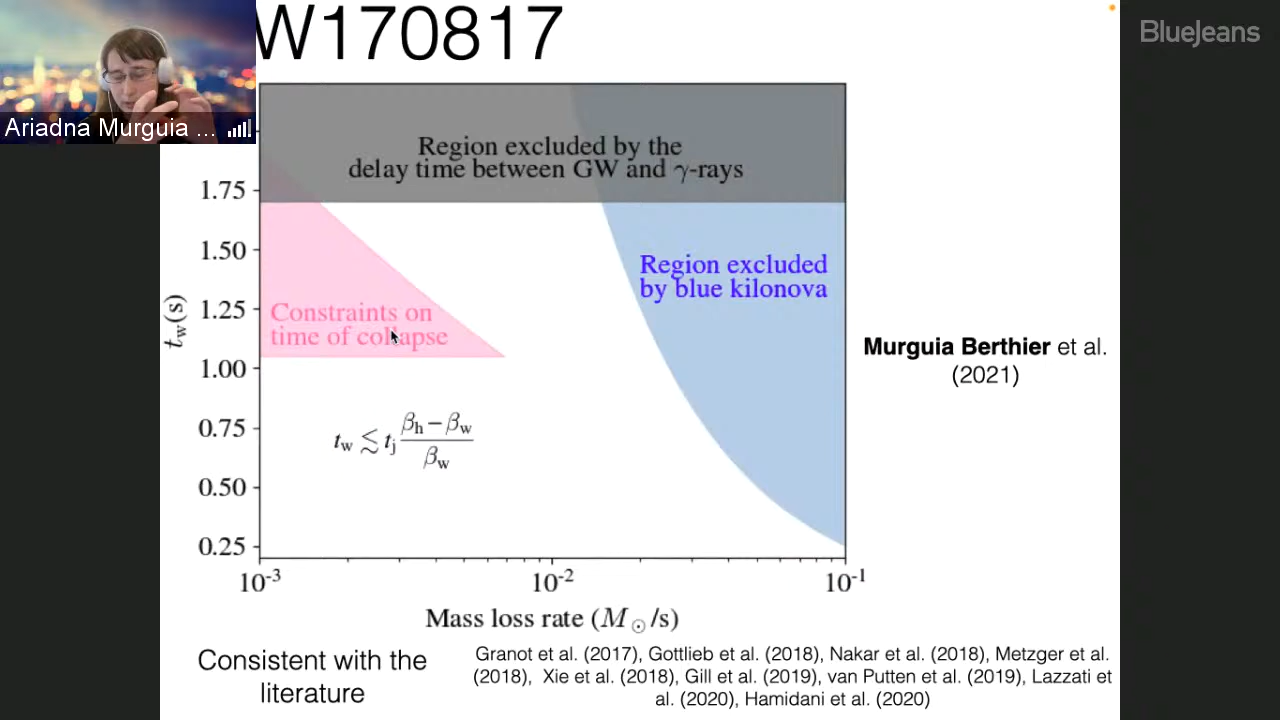 W170817
BlueJeans
Ariadna Murguia ...
Region excluded by the
delay time between GW and γ-rays
1.75
1.50
1.25
1.00
0.75
0.50
0.25
t_w(s)
Region excluded
by blue kilonova
Constraints on
time of collapse
t_w ≲ t_j (β_h − β_w)/β_w
Murguia Berthier et al.
(2021)
10^-3
10^-2
10^-1
Mass loss rate (M_⊙/s)
Consistent with the
literature
Granot et al. (2017), Gottlieb et al. (2018), Nakar et al. (2018), Metzger et al.
(2018), Xie et al. (2018), Gill et al. (2019), van Putten et al. (2019), Lazzati et
al. (2020), Hamidani et al. (2020)